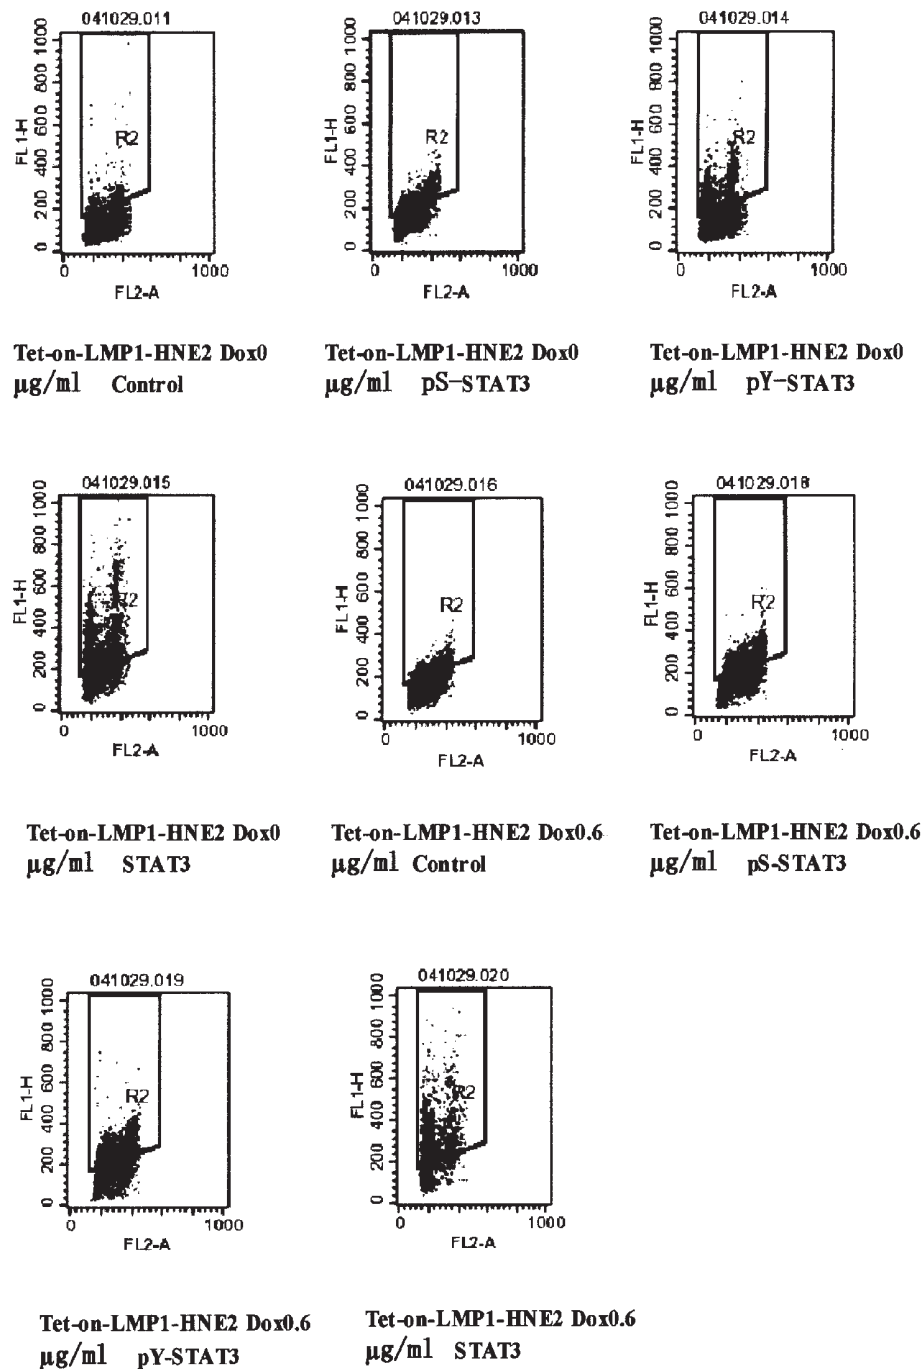 041029.011
FL1-H
0 200 400 600 800 1000
R2
0 1000
FL2-A
Tet-on-LMP1-HNE2 Dox0
μg/ml Control
041029.013
FL1-H
0 200 400 600 800 1000
R2
0 1000
FL2-A
Tet-on-LMP1-HNE2 Dox0
μg/ml pS-STAT3
041029.014
FL1-H
0 200 400 600 800 1000
R2
0 1000
FL2-A
Tet-on-LMP1-HNE2 Dox0
μg/ml pY-STAT3
041029.015
FL1-H
0 200 400 600 800 1000
R2
0 1000
FL2-A
Tet-on-LMP1-HNE2 Dox0
μg/ml STAT3
041029.016
FL1-H
0 200 400 600 800 1000
R2
0 1000
FL2-A
Tet-on-LMP1-HNE2 Dox0.6
μg/ml Control
041029.018
FL1-H
0 200 400 600 800 1000
R2
0 1000
FL2-A
Tet-on-LMP1-HNE2 Dox0.6
μg/ml pS-STAT3
041029.019
FL1-H
0 200 400 600 800 1000
R2
0 1000
FL2-A
Tet-on-LMP1-HNE2 Dox0.6
μg/ml pY-STAT3
041029.020
FL1-H
0 200 400 600 800 1000
R2
0 1000
FL2-A
Tet-on-LMP1-HNE2 Dox0.6
μg/ml STAT3